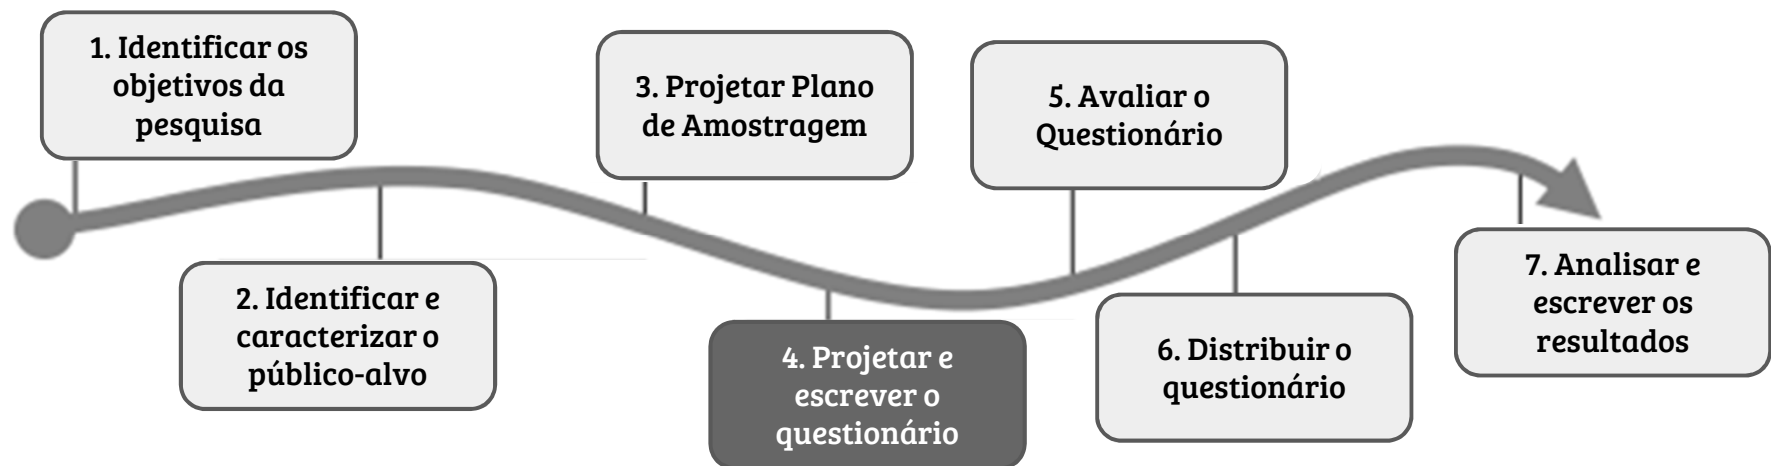 1. Identificar os
objetivos da
pesquisa
2. Identificar e
caracterizar o
público-alvo
3. Projetar Plano
de Amostragem
4. Projetar e
escrever o
questionário
5. Avaliar o
Questionário
6. Distribuir o
questionário
7. Analisar e
escrever os
resultados